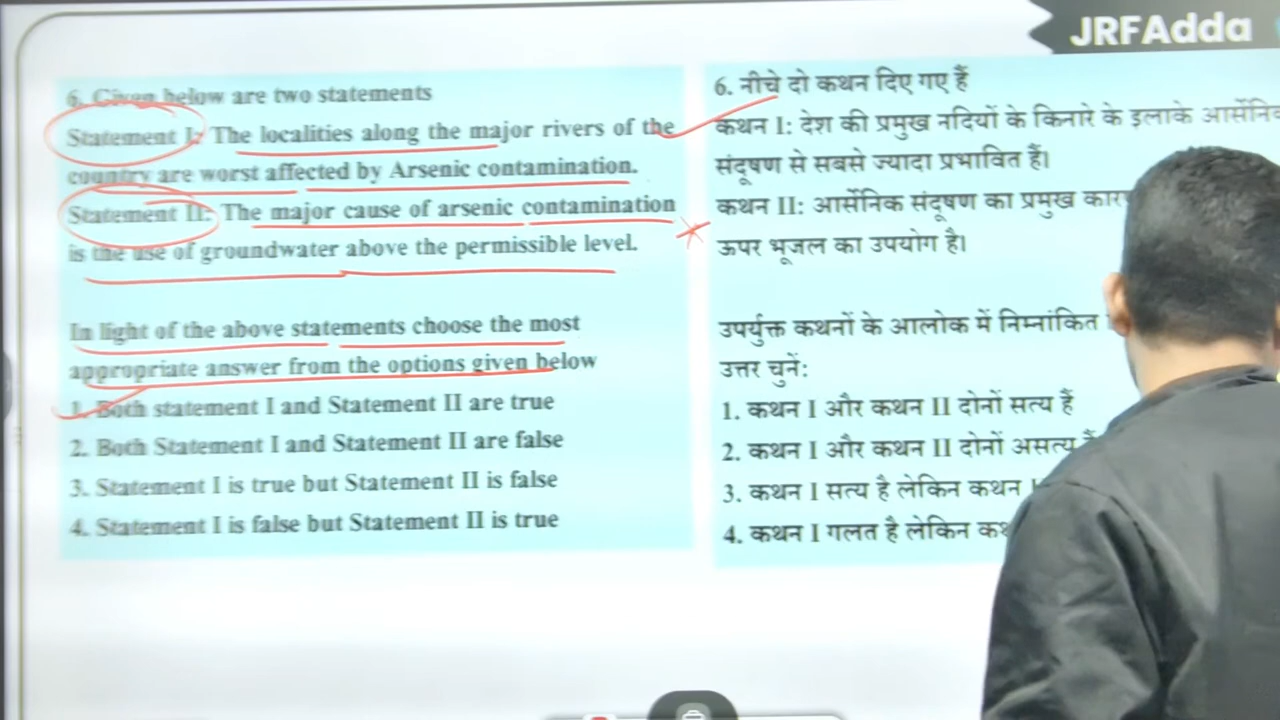 JRFAdda
6. Given below are two statements
Statement I: The localities along the major rivers of the
country are worst affected by Arsenic contamination.
Statement II: The major cause of arsenic contamination
is the use of groundwater above the permissible level.
In light of the above statements choose the most
appropriate answer from the options given below
1. Both statement I and Statement II are true
2. Both Statement I and Statement II are false
3. Statement I is true but Statement II is false
4. Statement I is false but Statement II is true
6. नीचे दो कथन दिए गए हैं
कथन I: देश की प्रमुख नदियों के किनारे के इलाके
संदूषण से सबसे ज्यादा प्रभावित हैं।
कथन II: आर्सेनिक संदूषण का प्रमुख
ऊपर भूजल का उपयोग है।
उपर्युक्त कथनों के आलोक में निम्नांकित
उत्तर चुनें:
1. कथन I और कथन II दोनों सत्य हैं
2. कथन I और कथन II दोनों असत्य
3. कथन I सत्य है लेकिन कथन
4. कथन I गलत है लेकिन